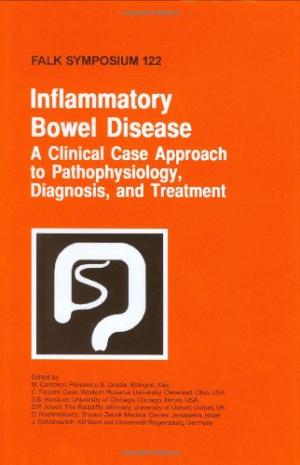 FALK SYMPOSIUM 122
Inflammatory
Bowel Disease
A Clinical Case Approach
to Pathophysiology,
Diagnosis, and Treatment
Edited by
M. Campieri, Policlinico S. Orsola, Bologna, Italy
C. Fiocchi, Case Western Reserve University, Cleveland, Ohio, USA
S.B. Hanauer, University of Chicago, Chicago, Illinois, USA
D.P. Jewell, The Radcliffe Infirmary, University of Oxford, Oxford, UK
D. Rachmilewitz, Shaare Zedek Medical Center, Jerusalem, Israel
J. Schölmerich, Klinikum der Universität Regensburg, Germany